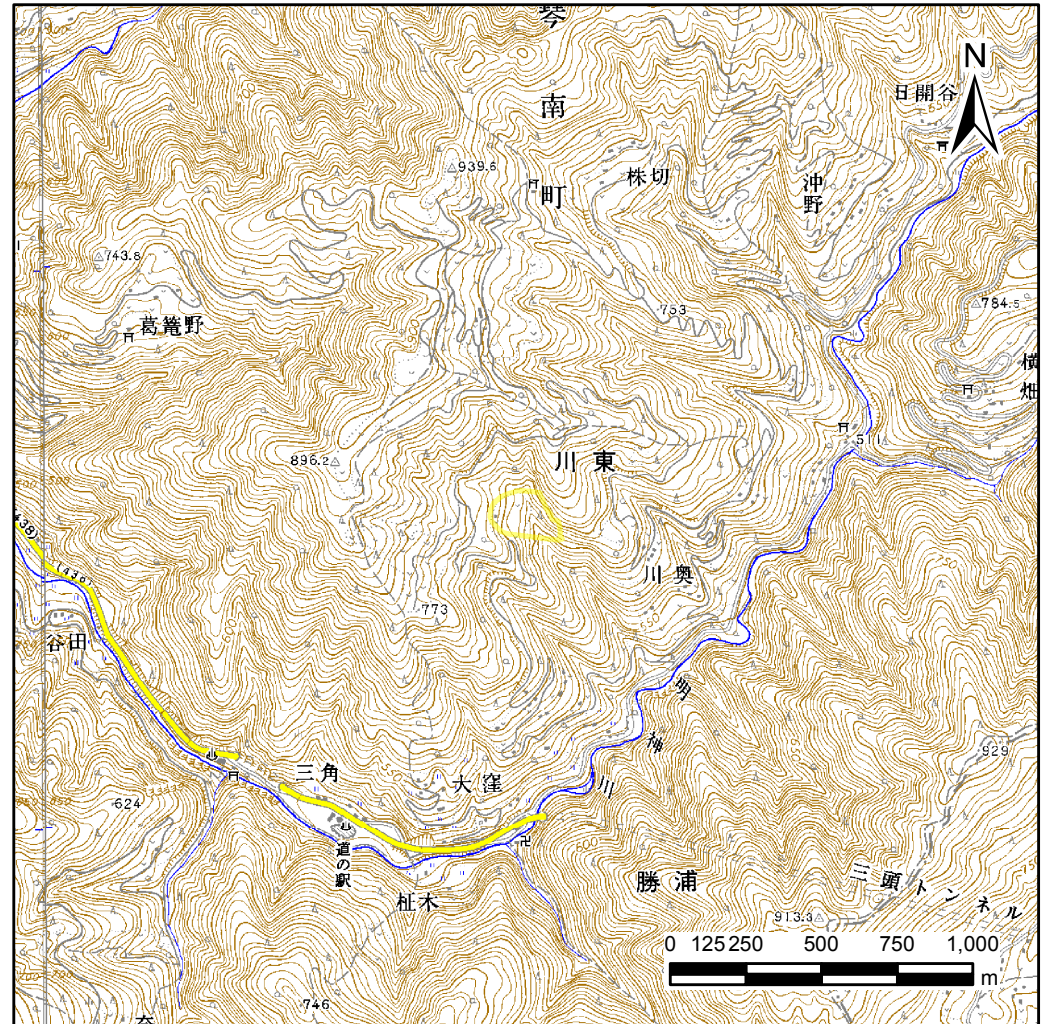 琴
南
町
N
日開谷
939.6
株切
沖野
743.8
葛篭野
753
784.5
横畑
511
896.2
川東
川奥
773
438)
谷田
明神川
929
三角
大窪
624
道の駅
柾木
勝浦
三頭トンネル
913.3
746
0 125 250 500 750 1,000
m